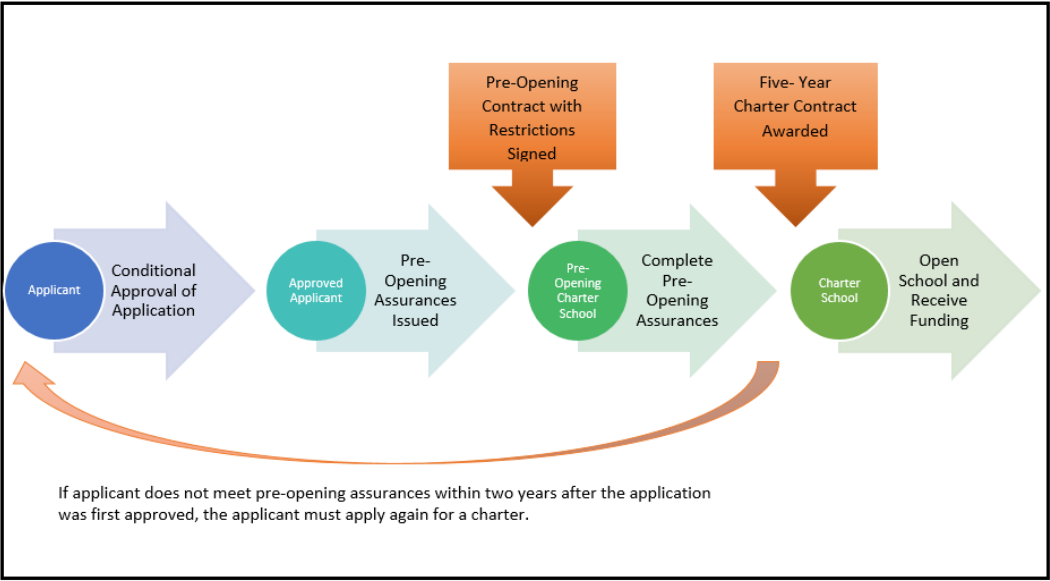 Pre-Opening
Contract with
Restrictions
Signed
Five- Year
Charter Contract
Awarded
Applicant
Conditional
Approval of
Application
Approved
Applicant
Pre-
Opening
Assurances
Issued
Pre-
Opening
Charter
School
Complete
Pre-
Opening
Assurances
Charter
School
Open
School and
Receive
Funding
If applicant does not meet pre-opening assurances within two years after the application
was first approved, the applicant must apply again for a charter.